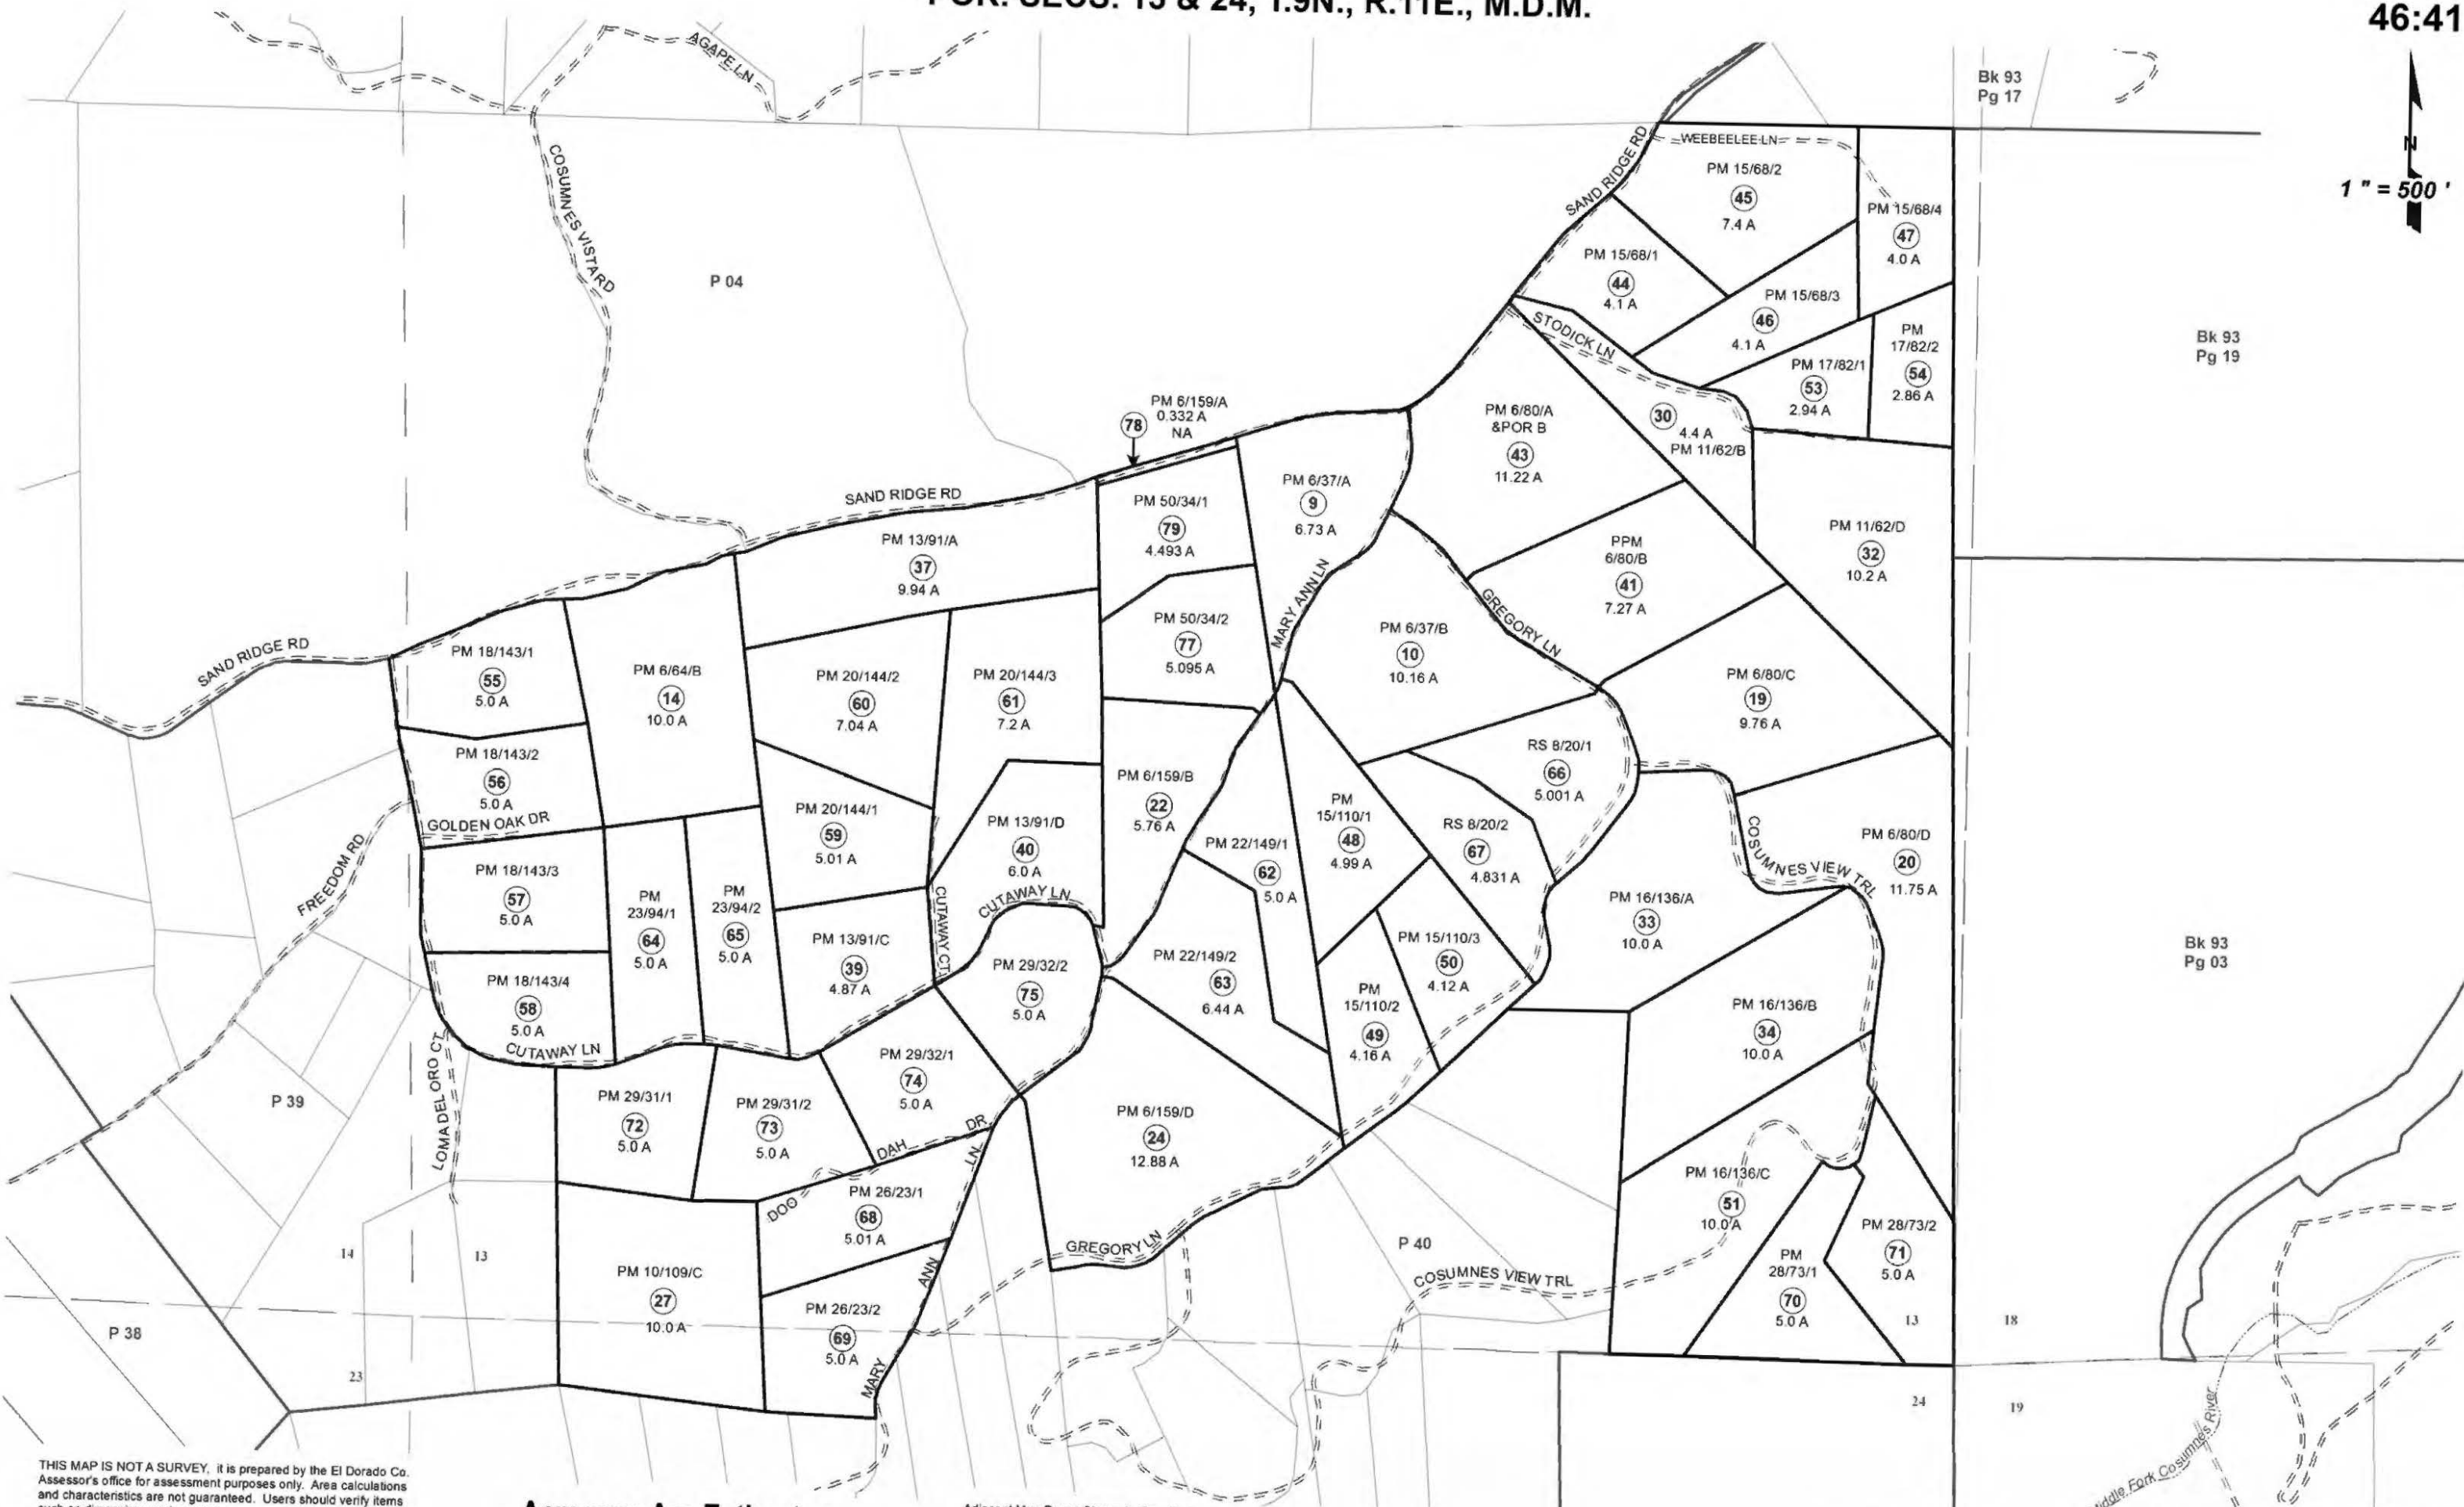 POR. SECS. 13 & 24, T.9N., R.11E., M.D.M.
46:41
Bk 93
Pg 17
N
1 " = 500 '
AGAPE LN
COSUMNES VISTA RD
P 04
SAND RIDGE RD
WEEBEELEE LN
PM 15/68/2
45
7.4 A
PM 15/68/4
47
4.0 A
PM 15/68/1
44
4.1 A
PM 15/68/3
46
4.1 A
STODICK LN
PM
17/82/2
54
2.86 A
PM 17/82/1
53
2.94 A
Bk 93
Pg 19
PM 6/159/A
0.332 A
NA
78
PM 6/80/A
&POR B
43
11.22 A
30
4.4 A
PM 11/62/B
SAND RIDGE RD
PM 50/34/1
79
4.493 A
PM 6/37/A
9
6.73 A
PM 11/62/D
32
10.2 A
PM 13/91/A
37
9.94 A
PPM
6/80/B
41
7.27 A
MARY ANN LN
GREGORY LN
SAND RIDGE RD
PM 18/143/1
55
5.0 A
PM 6/64/B
14
10.0 A
PM 20/144/2
60
7.04 A
PM 20/144/3
61
7.2 A
PM 50/34/2
77
5.095 A
PM 6/37/B
10
10.16 A
PM 6/80/C
19
9.76 A
PM 18/143/2
56
5.0 A
GOLDEN OAK DR
PM 20/144/1
59
5.01 A
PM 13/91/D
40
6.0 A
PM 6/159/B
22
5.76 A
RS 8/20/1
66
5.001 A
PM
15/110/1
48
4.99 A
RS 8/20/2
67
4.831 A
PM 22/149/1
62
5.0 A
COSUMNES VIEW TRL
PM 6/80/D
20
11.75 A
FREEDOM RD
PM 18/143/3
57
5.0 A
PM
23/94/1
64
5.0 A
PM
23/94/2
65
5.0 A
PM 13/91/C
39
4.87 A
CUTAWAY CT
CUTAWAY LN
PM 29/32/2
75
5.0 A
PM 22/149/2
63
6.44 A
PM 15/110/3
50
4.12 A
PM
15/110/2
49
4.16 A
PM 16/136/A
33
10.0 A
Bk 93
Pg 03
PM 16/136/B
34
10.0 A
PM 18/143/4
58
5.0 A
CUTAWAY LN
LOMA DEL ORO CT
P 39
PM 29/31/1
72
5.0 A
PM 29/31/2
73
5.0 A
PM 29/32/1
74
5.0 A
DOO DAH DR
PM 6/159/D
24
12.88 A
PM 26/23/1
68
5.01 A
PM 16/136/C
51
10.0 A
PM 28/73/2
71
5.0 A
PM
28/73/1
70
5.0 A
GREGORY LN
P 40
COSUMNES VIEW TRL
14
13
PM 10/109/C
27
10.0 A
PM 26/23/2
69
5.0 A
MARY ANN LN
P 38
23
13
18
24
19
Middle Fork Cosumnes River
THIS MAP IS NOT A SURVEY, it is prepared by the El Dorado Co.
Assessor's office for assessment purposes only. Area calculations
and characteristics are not guaranteed. Users should verify items